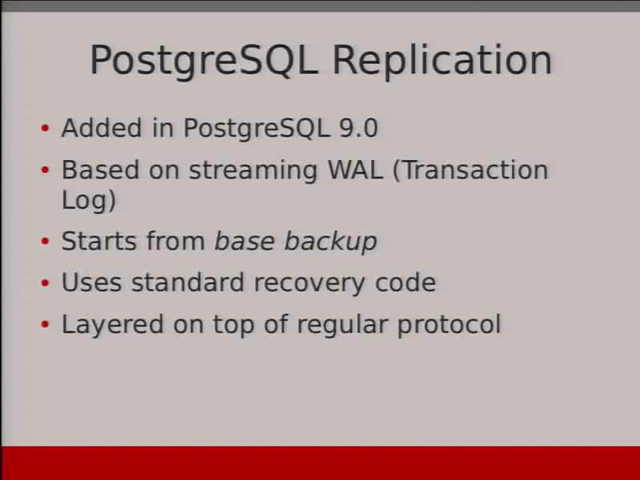 PostgreSQL Replication
• Added in PostgreSQL 9.0
• Based on streaming WAL (Transaction
Log)
• Starts from base backup
• Uses standard recovery code
• Layered on top of regular protocol